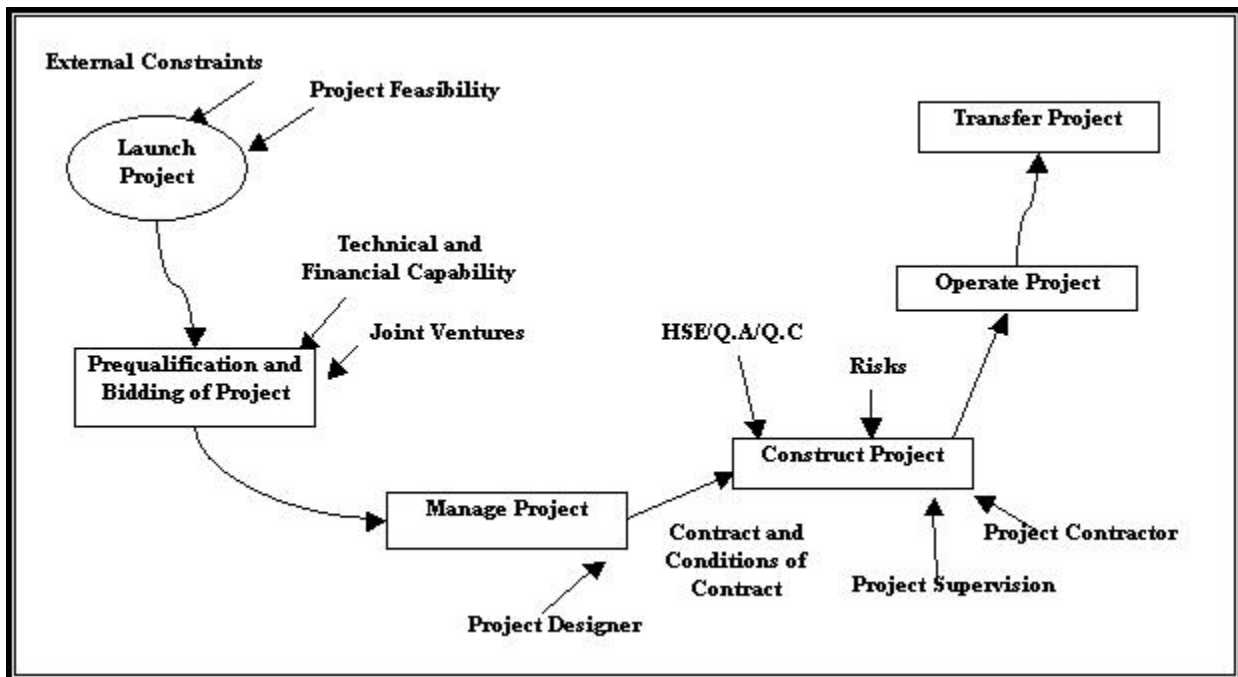 External Constraints
Project Feasibility
Launch
Project
Transfer Project
Technical and
Financial Capability
Operate Project
Joint Ventures
HSE/Q.A/Q.C
Prequalification and
Bidding of Project
Risks
Construct Project
Manage Project
Contract and
Conditions of
Contract
Project Contractor
Project Supervision
Project Designer